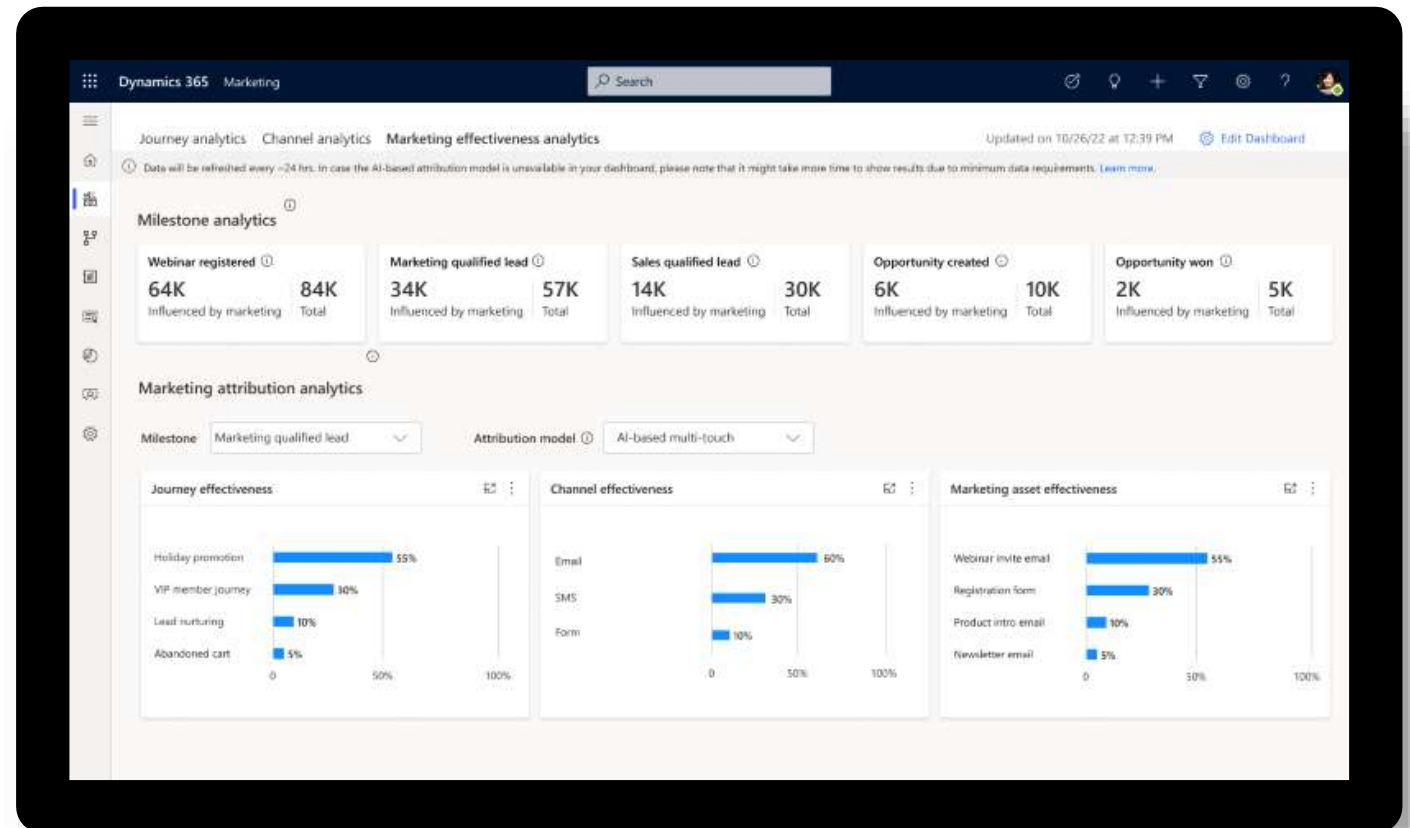 Dynamics 365 Marketing
Search
?
Journey analytics Channel analytics Marketing effectiveness analytics
Updated on 10/26/22 at 12:39 PM
Edit Dashboard
Data will be refreshed every ~24 hrs. in case the AI-based attribution model is unavailable in your dashboard, please note that it might take more time to show results due to minimum data requirements. Learn more.
Milestone analytics
Webinar registered
64K 84K
Influenced by marketing Total
Marketing qualified lead
34K 57K
Influenced by marketing Total
Sales qualified lead
14K 30K
Influenced by marketing Total
Opportunity created
6K 10K
Influenced by marketing Total
Opportunity won
2K 5K
Influenced by marketing Total
Marketing attribution analytics
Milestone Marketing qualified lead
Attribution model AI-based multi-touch
Journey effectiveness
Holiday promotion 55%
VIP member journey 30%
Lead nurturing 10%
Abandoned cart 5%
0 50% 100%
Channel effectiveness
Email 60%
SMS 30%
Form 10%
0 50% 100%
Marketing asset effectiveness
Webinar invite email 55%
Registration form 30%
Product intro email 10%
Newsletter email 5%
0 50% 100%